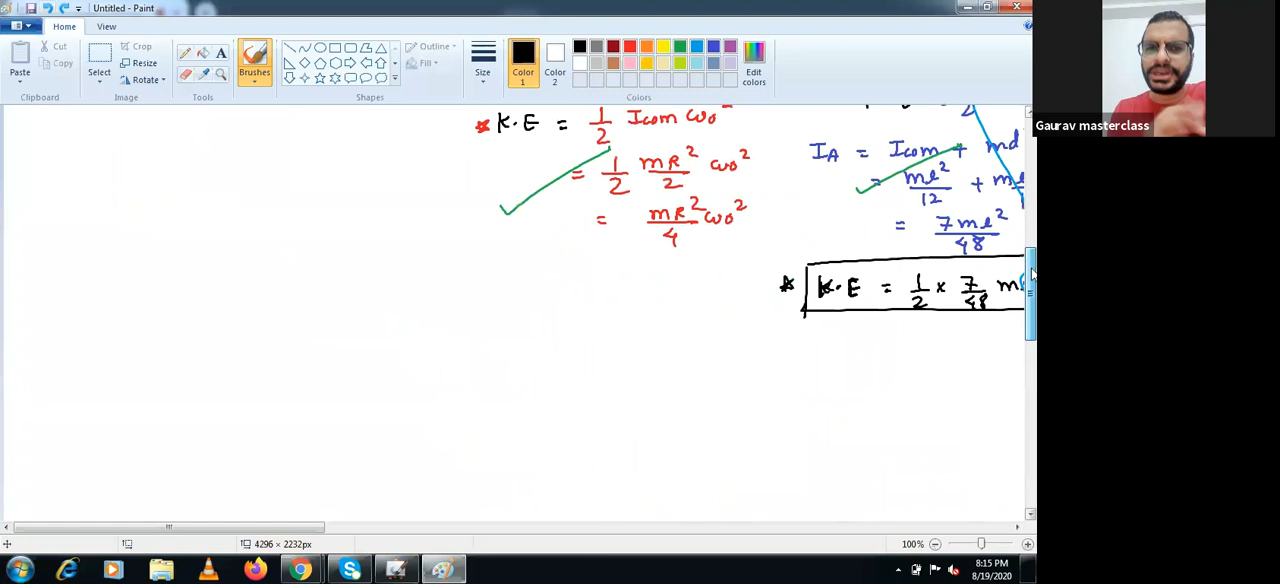 Untitled - Paint
Home View
Paste
Cut
Copy
Clipboard
Select
Crop
Resize
Rotate
Image
A
Tools
Brushes
Outline
Fill
Shapes
Size
Color 1
Color 2
Edit colors
Colors
Gaurav masterclass
K.E = 1/2 Icom ω0²
= 1/2 mR²/2 ω0²
= mR²/4 ω0²
2
IA = Icom + md
= ml²/12 +
= 7ml²/48
K.E = 1/2 x 7/48 m
4296 × 2232px
100%
8:15 PM
8/19/2020